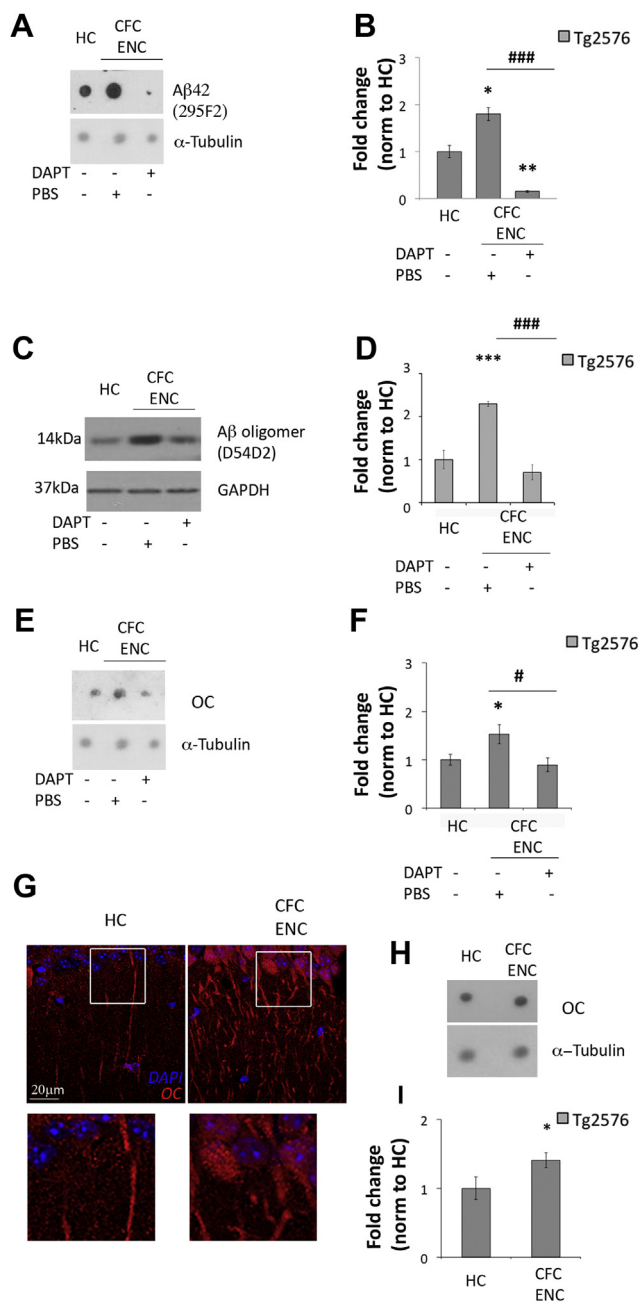 A
HC
CFC
ENC
Aβ42
(295F2)
α-Tubulin
DAPT - - +
PBS - + -
B
Tg2576
###
*
**
Fold change
(norm to HC)
3
2
1
0
HC
CFC
ENC
DAPT - - +
PBS - + -
C
HC
CFC
ENC
14kDa
Aβ oligomer
(D54D2)
37kDa
GAPDH
DAPT - - +
PBS - + -
D
Tg2576
###
***
Fold change
(norm to HC)
3
2
1
0
HC
CFC
ENC
DAPT - - +
PBS - + -
E
HC
CFC
ENC
OC
α-Tubulin
DAPT - - +
PBS - + -
F
Tg2576
#
*
Fold change
(norm to HC)
3
2
1
0
HC
CFC
ENC
DAPT - - +
PBS - + -
G
HC
CFC
ENC
20μm
DAPI
OC
H
HC
CFC
ENC
OC
α–Tubulin
I
Tg2576
*
Fold change
(norm to HC)
2
1
0
HC
CFC
ENC